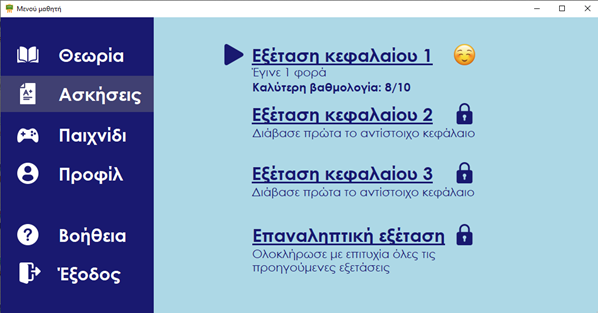 Μενού μαθητή
Θεωρία
Ασκήσεις
Παιχνίδι
Προφίλ
Βοήθεια
Έξοδος
Εξέταση κεφαλαίου 1
Έγινε 1 φορά
Καλύτερη βαθμολογία: 8/10
Εξέταση κεφαλαίου 2
Διάβασε πρώτα το αντίστοιχο κεφάλαιο
Εξέταση κεφαλαίου 3
Διάβασε πρώτα το αντίστοιχο κεφάλαιο
Επαναληπτική εξέταση
Ολοκλήρωσε με επιτυχία όλες τις
προηγούμενες εξετάσεις